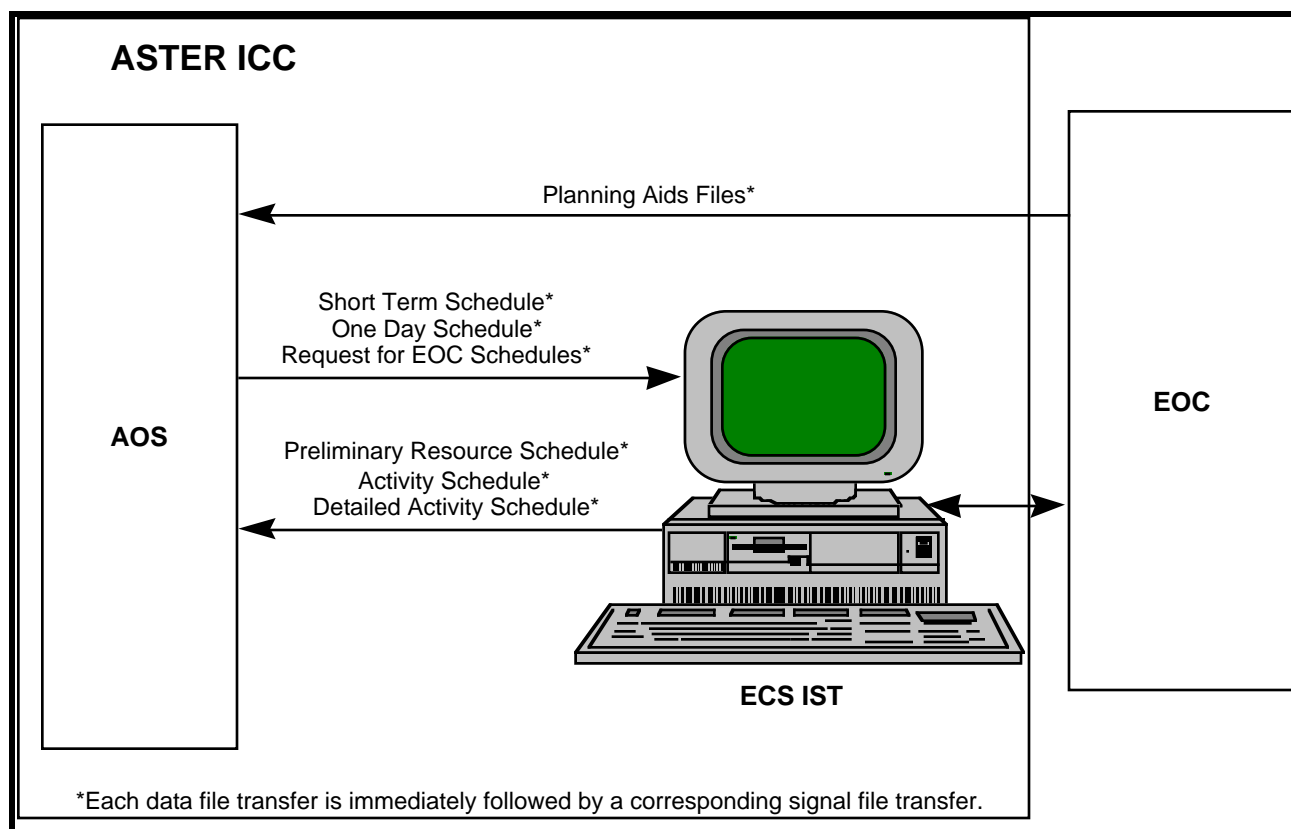 ASTER ICC
Planning Aids Files*
Short Term Schedule*
One Day Schedule*
Request for EOC Schedules*
AOS
EOC
Preliminary Resource Schedule*
Activity Schedule*
Detailed Activity Schedule*
ECS IST
*Each data file transfer is immediately followed by a corresponding signal file transfer.